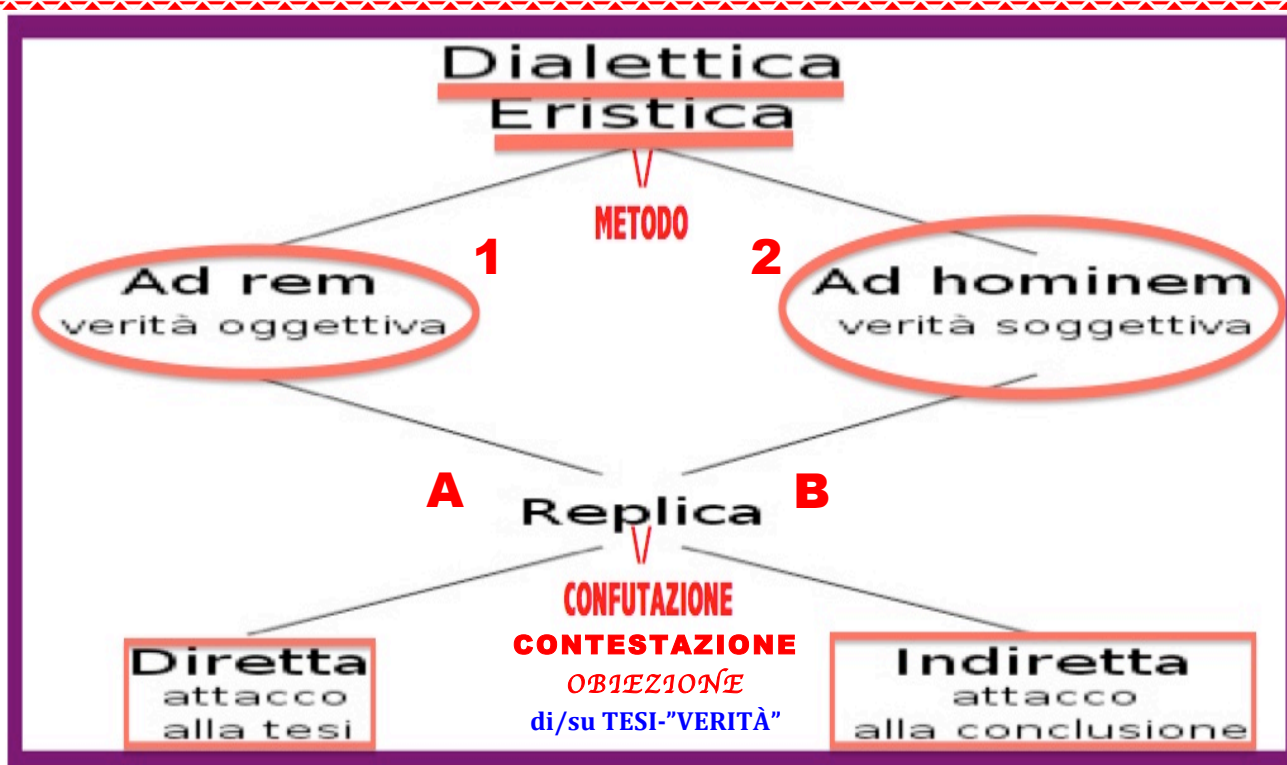 Dialettica
Eristica
METODO
1
2
Ad rem
verità oggettiva
Ad hominem
verità soggettiva
A
B
Replica
CONFUTAZIONE
CONTESTAZIONE
OBIEZIONE
di/su TESI-”VERITÀ”
Diretta
attacco
alla tesi
Indiretta
attacco
alla conclusione